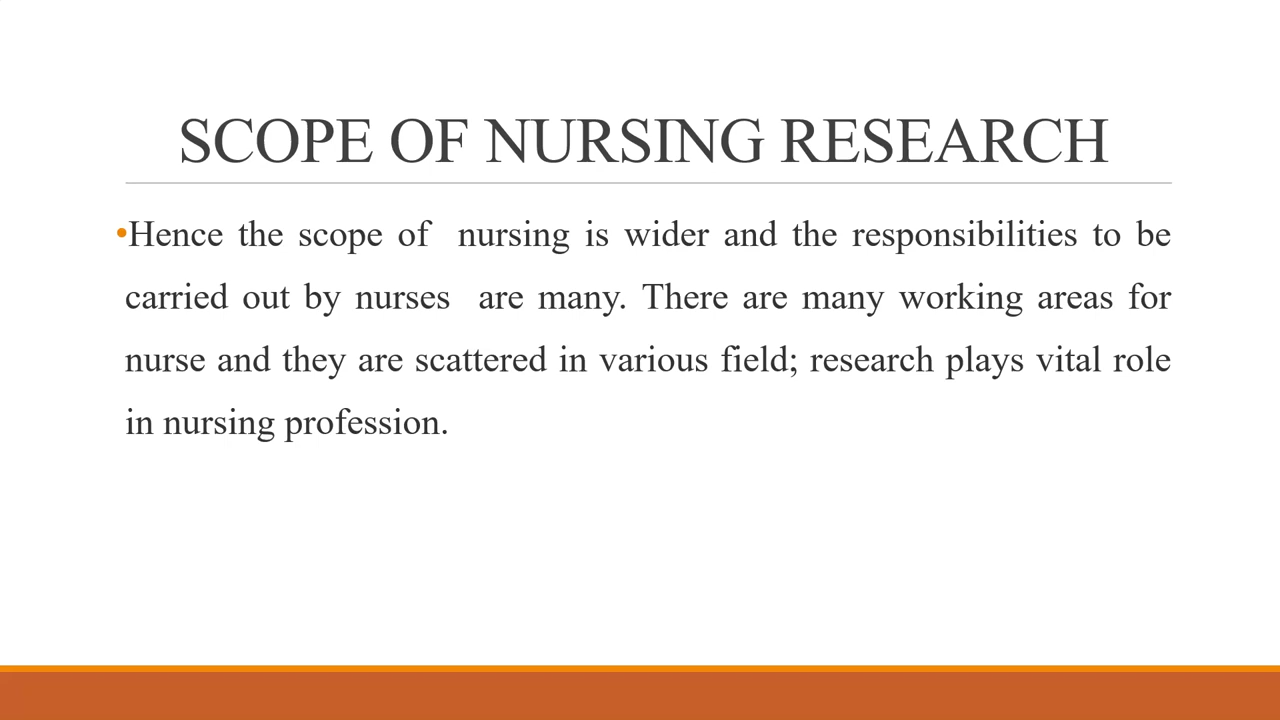 SCOPE OF NURSING RESEARCH
•Hence the scope of  nursing is wider and the responsibilities to be
carried out by nurses  are many. There are many working areas for
nurse and they are scattered in various field; research plays vital role
in nursing profession.